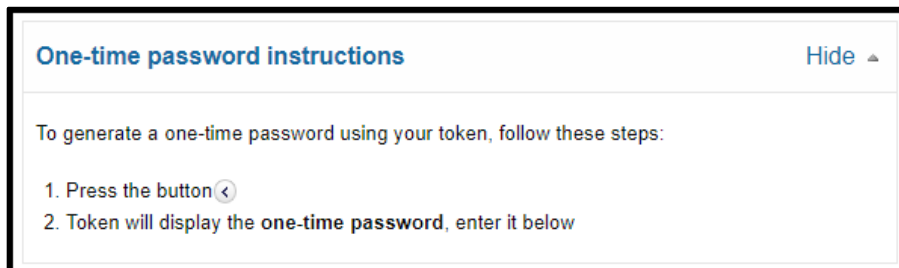 One-time password instructions Hide
To generate a one-time password using your token, follow these steps:
1. Press the button
2. Token will display the one-time password, enter it below